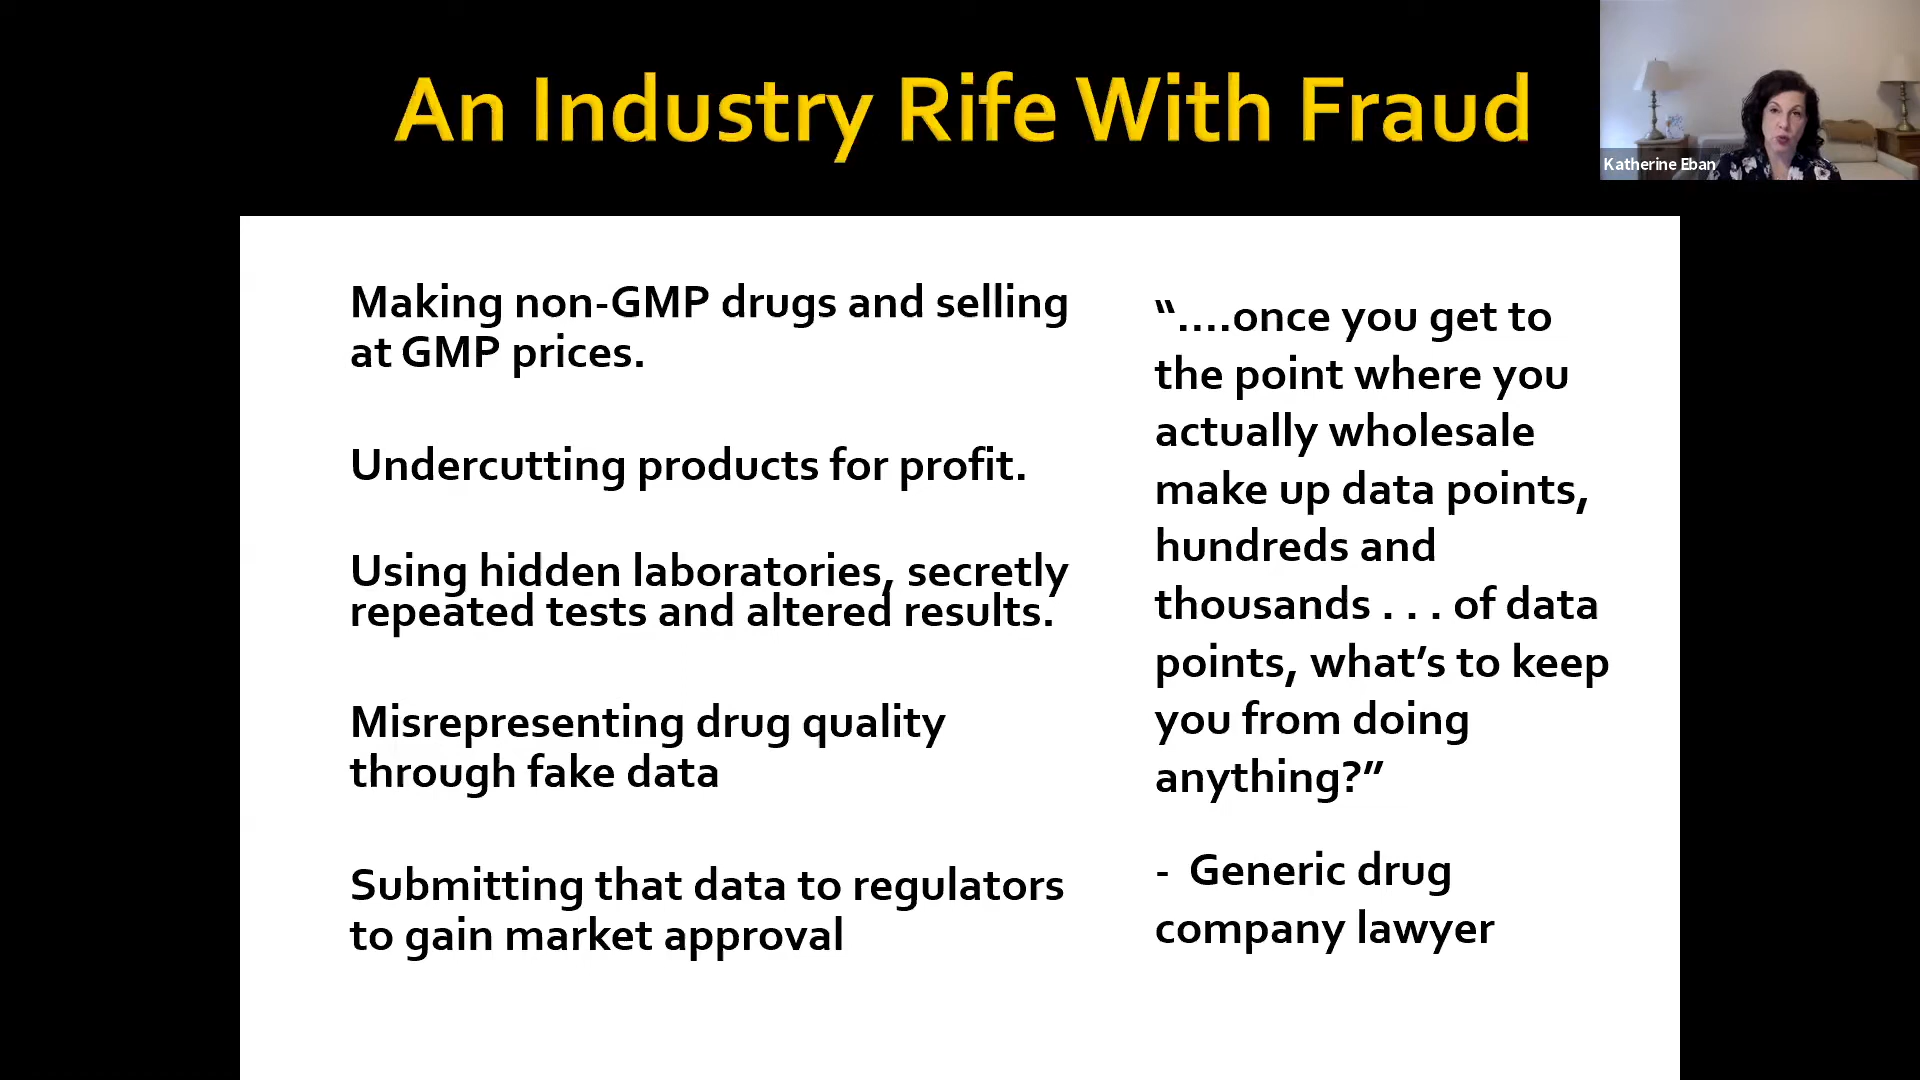 An Industry Rife With Fraud
Katherine Eban
Making non-GMP drugs and selling
at GMP prices.
Undercutting products for profit.
Using hidden laboratories, secretly
repeated tests and altered results.
Misrepresenting drug quality
through fake data
Submitting that data to regulators
to gain market approval
“....once you get to
the point where you
actually wholesale
make up data points,
hundreds and
thousands . . . of data
points, what’s to keep
you from doing
anything?”
- Generic drug
company lawyer